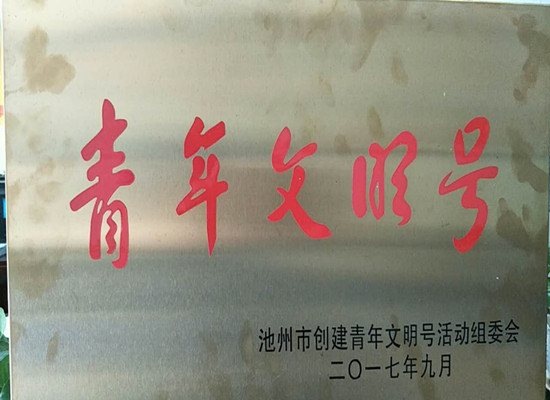 青年文明号
池州市创建青年文明号活动组委会
二〇一七年九月